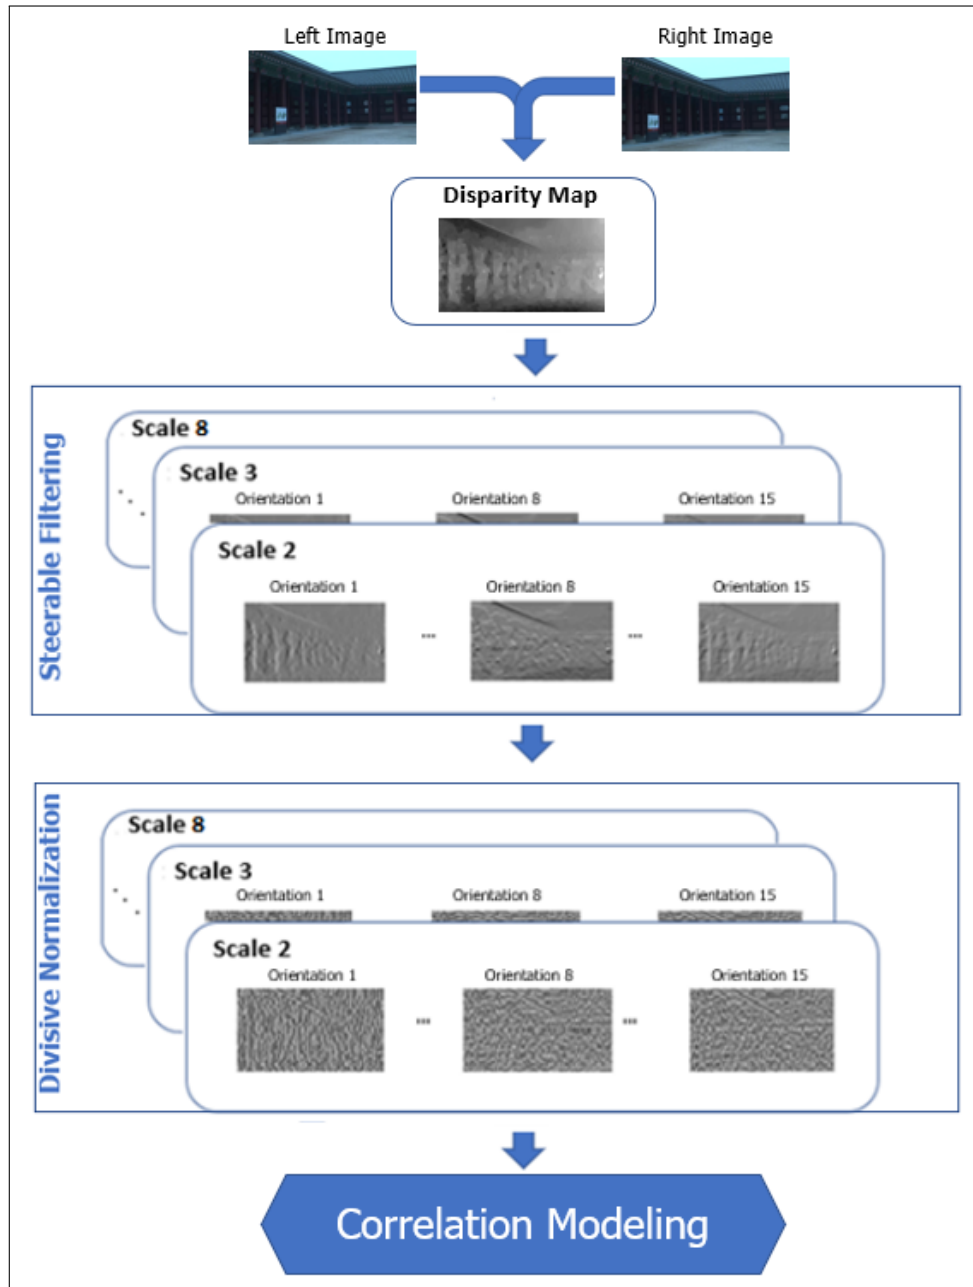 Left Image
Right Image
Disparity Map
Steerable Filtering
Scale 8
Scale 3
Orientation 1
Orientation 8
Orientation 15
Scale 2
Orientation 1
Orientation 8
Orientation 15
...
...
Divisive Normalization
Scale 8
Scale 3
Orientation 1
Orientation 8
Orientation 15
Scale 2
Orientation 1
Orientation 8
Orientation 15
...
...
Correlation Modeling